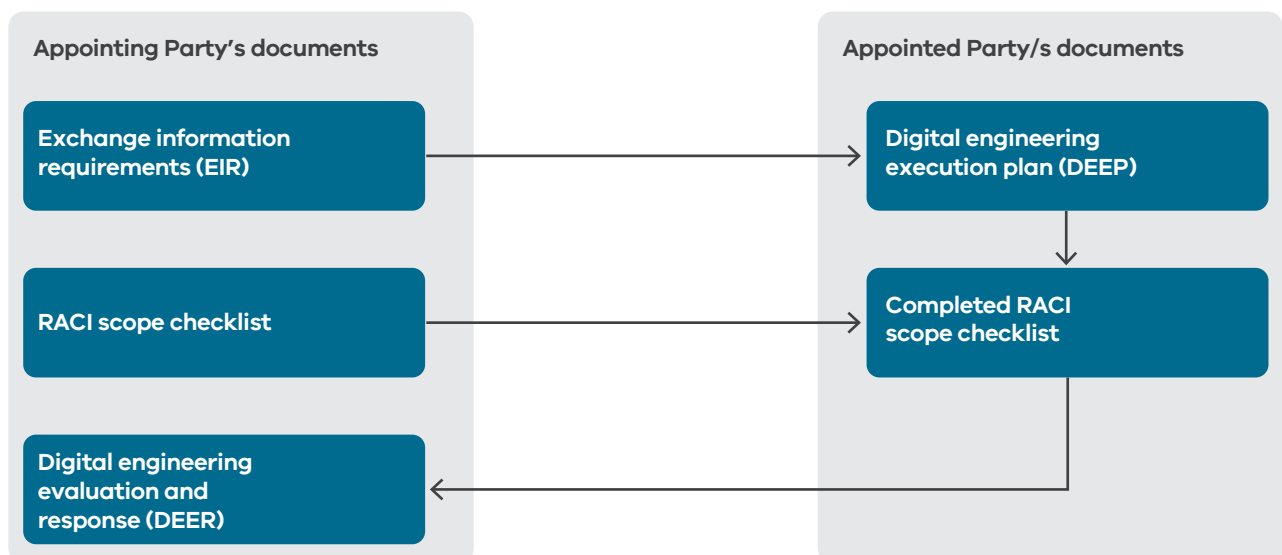 Appointing Party’s documents
Exchange information
requirements (EIR)
RACI scope checklist
Digital engineering
evaluation and
response (DEER)
Appointed Party/s documents
Digital engineering
execution plan (DEEP)
Completed RACI
scope checklist